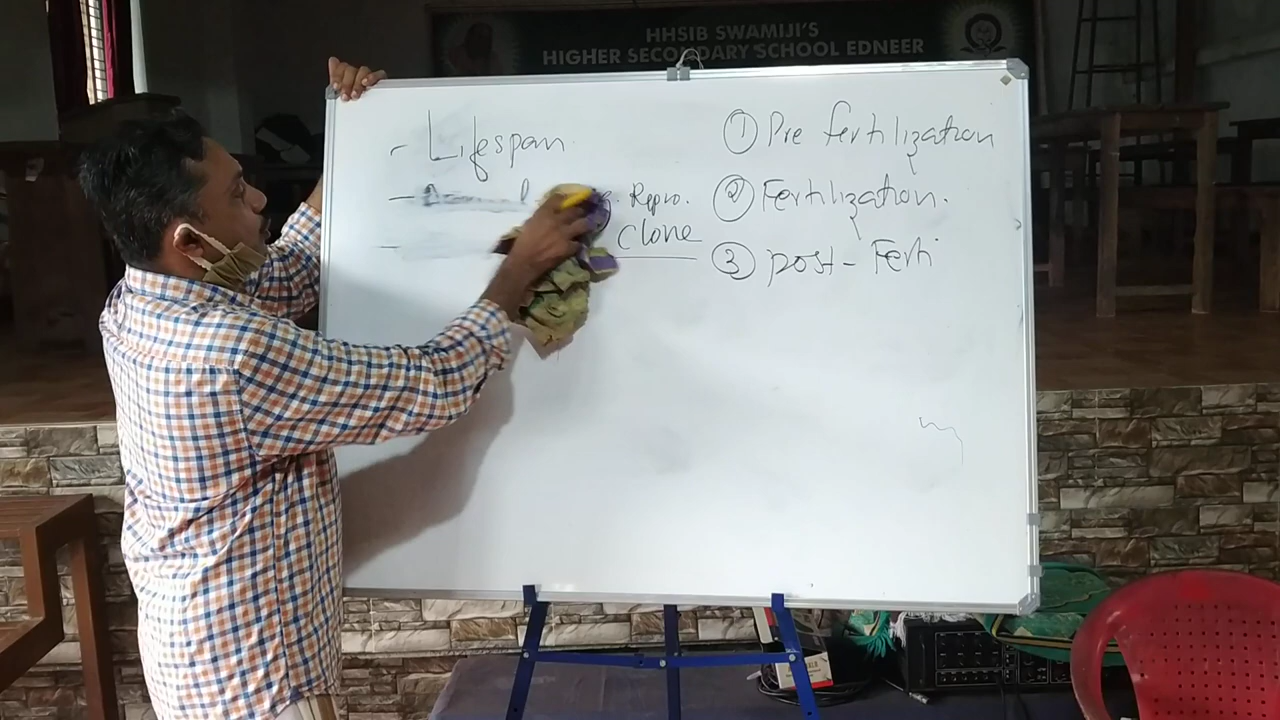 HHSIB SWAMIJI'S
HIGHER SECONDARY SCHOOL EDNEER
- Lifespan
- Repro.
- clone
① Pre fertilization
② Fertilization.
③ post - Ferti